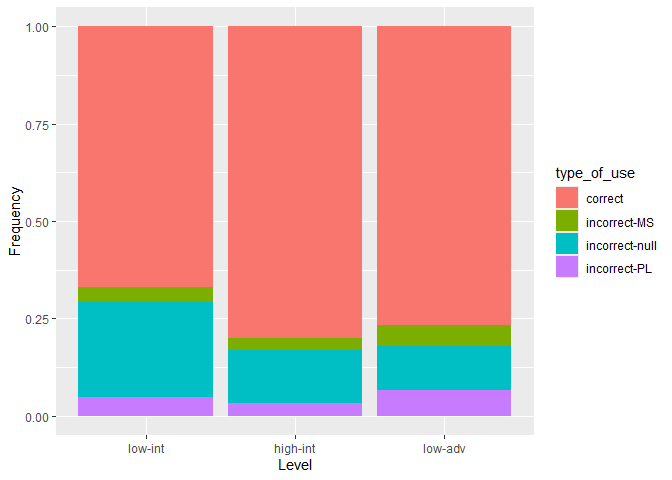 1.00
0.75
0.50
0.25
0.00
Frequency
low-int
high-int
low-adv
Level
type_of_use
correct
incorrect-MS
incorrect-null
incorrect-PL